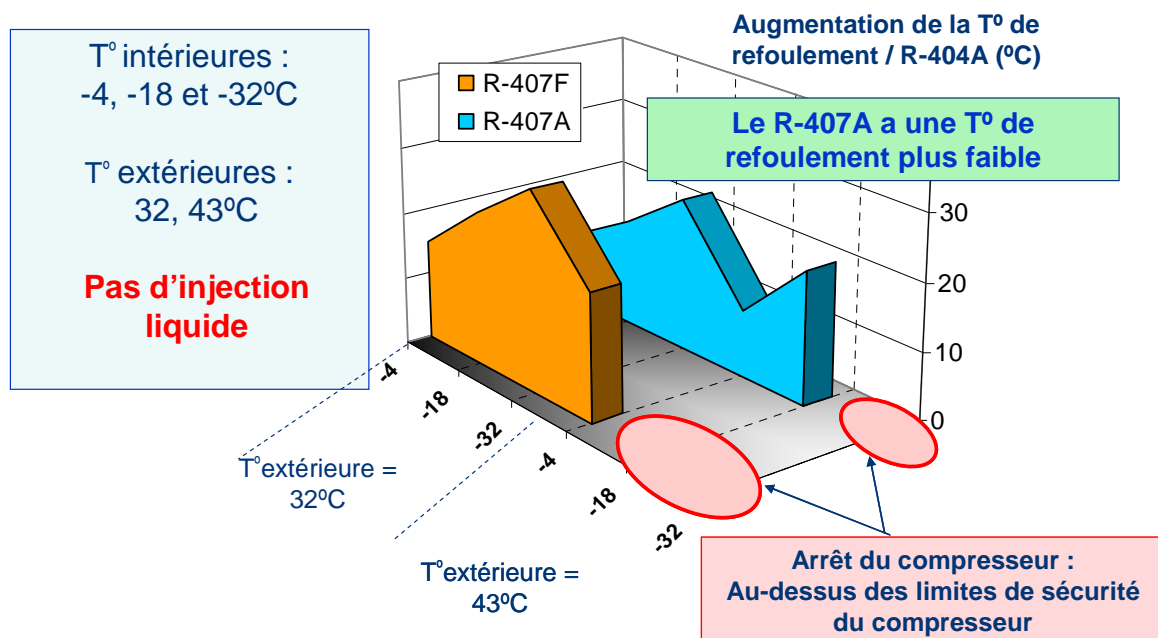 T° intérieures :
-4, -18 et -32ºC
T° extérieures :
32, 43ºC
Pas d’injection
liquide
Augmentation de la Tº de
refoulement / R-404A (ºC)
R-407F
R-407A
Le R-407A a une Tº de
refoulement plus faible
30
20
10
0
-4
-18
-32
-4
-18
-32
T°extérieure =
32ºC
T°extérieure =
43ºC
Arrêt du compresseur :
Au-dessus des limites de sécurité
du compresseur